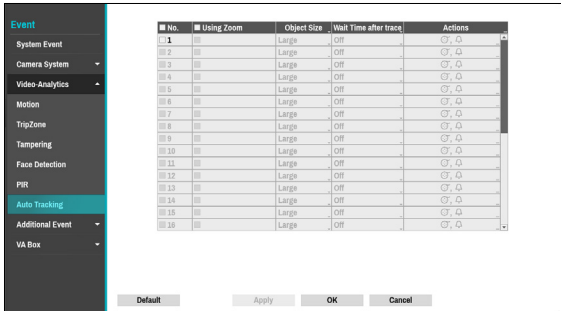 Event
System Event
Camera System
Video-Analytics
Motion
TripZone
Tampering
Face Detection
PIR
Auto Tracking
Additional Event
VA Box
No. Using Zoom Object Size Wait Time after trace Actions
1 Large Off
2 Large Off
3 Large Off
4 Large Off
5 Large Off
6 Large Off
7 Large Off
8 Large Off
9 Large Off
10 Large Off
11 Large Off
12 Large Off
13 Large Off
14 Large Off
15 Large Off
16 Large Off
Default Apply OK Cancel